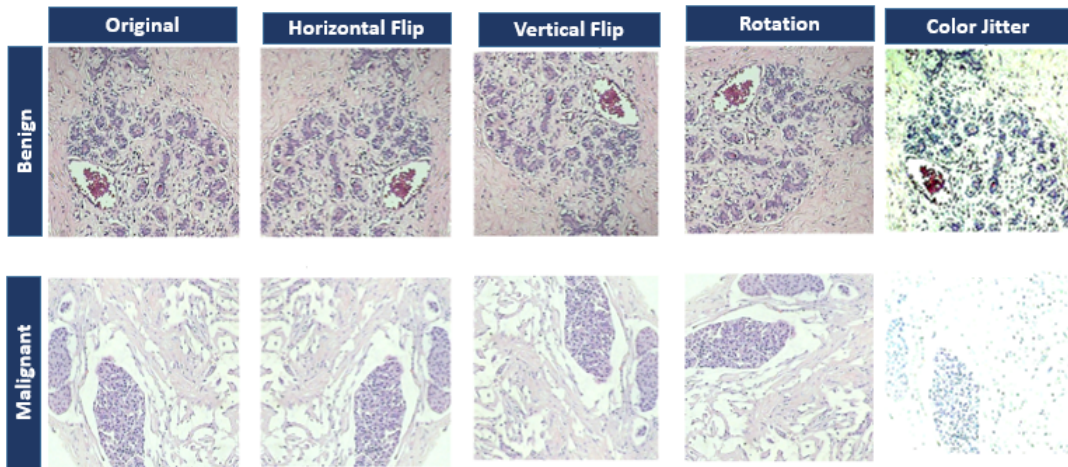 Original
Horizontal Flip
Vertical Flip
Rotation
Color Jitter
Benign
Malignant